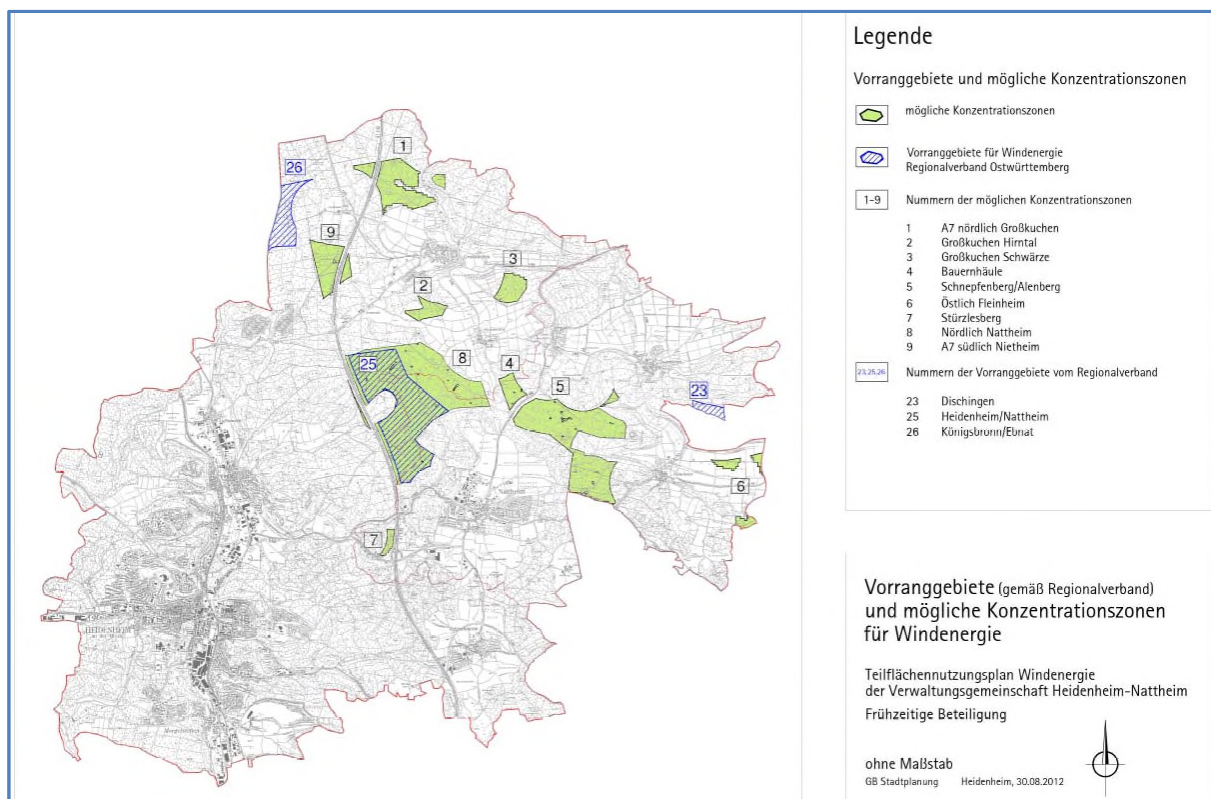 1
26
9
3
2
25
8
4
5
23
6
7
HEIDENHEIM
Legende
Vorranggebiete und mögliche Konzentrationszonen
mögliche Konzentrationszonen
Vorranggebiete für Windenergie
Regionalverband Ostwürttemberg
1-9 Nummern der möglichen Konzentrationszonen
1 A7 nördlich Großkuchen
2 Großkuchen Hirntal
3 Großkuchen Schwärze
4 Bauernhäule
5 Schnepfenberg/Alenberg
6 Östlich Fleinheim
7 Stürzlesberg
8 Nördlich Nattheim
9 A7 südlich Nietheim
23,25,26 Nummern der Vorranggebiete vom Regionalverband
23 Dischingen
25 Heidenheim/Nattheim
26 Königsbronn/Ebnat
Vorranggebiete (gemäß Regionalverband)
und mögliche Konzentrationszonen
für Windenergie
Teilflächennutzungsplan Windenergie
der Verwaltungsgemeinschaft Heidenheim-Nattheim
Frühzeitige Beteiligung
ohne Maßstab
GB Stadtplanung Heidenheim, 30.08.2012